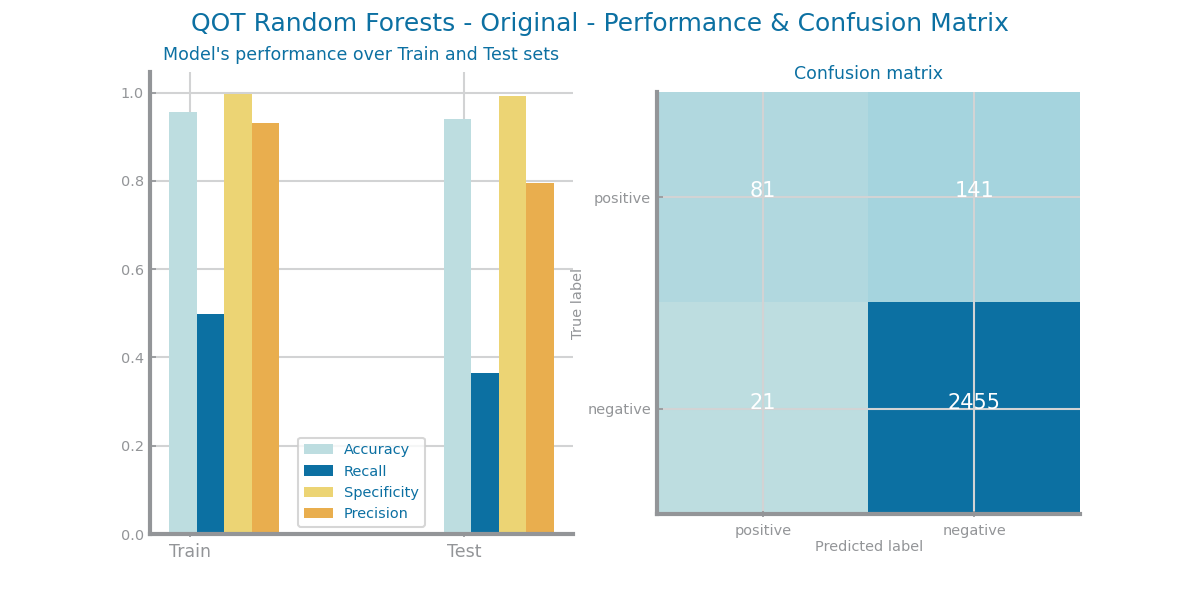 QOT Random Forests - Original - Performance & Confusion Matrix
Model's performance over Train and Test sets
1.0
0.8
0.6
0.4
0.2
0.0
Train
Test
Accuracy
Recall
Specificity
Precision
Confusion matrix
True label
positive
negative
81
141
21
2455
positive
negative
Predicted label